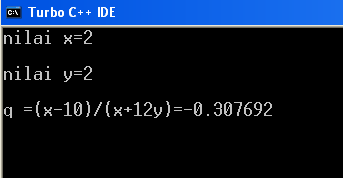 Turbo C++ IDE
nilai x=2
nilai y=2
q =(x-10)/(x+12y)=-0.307692